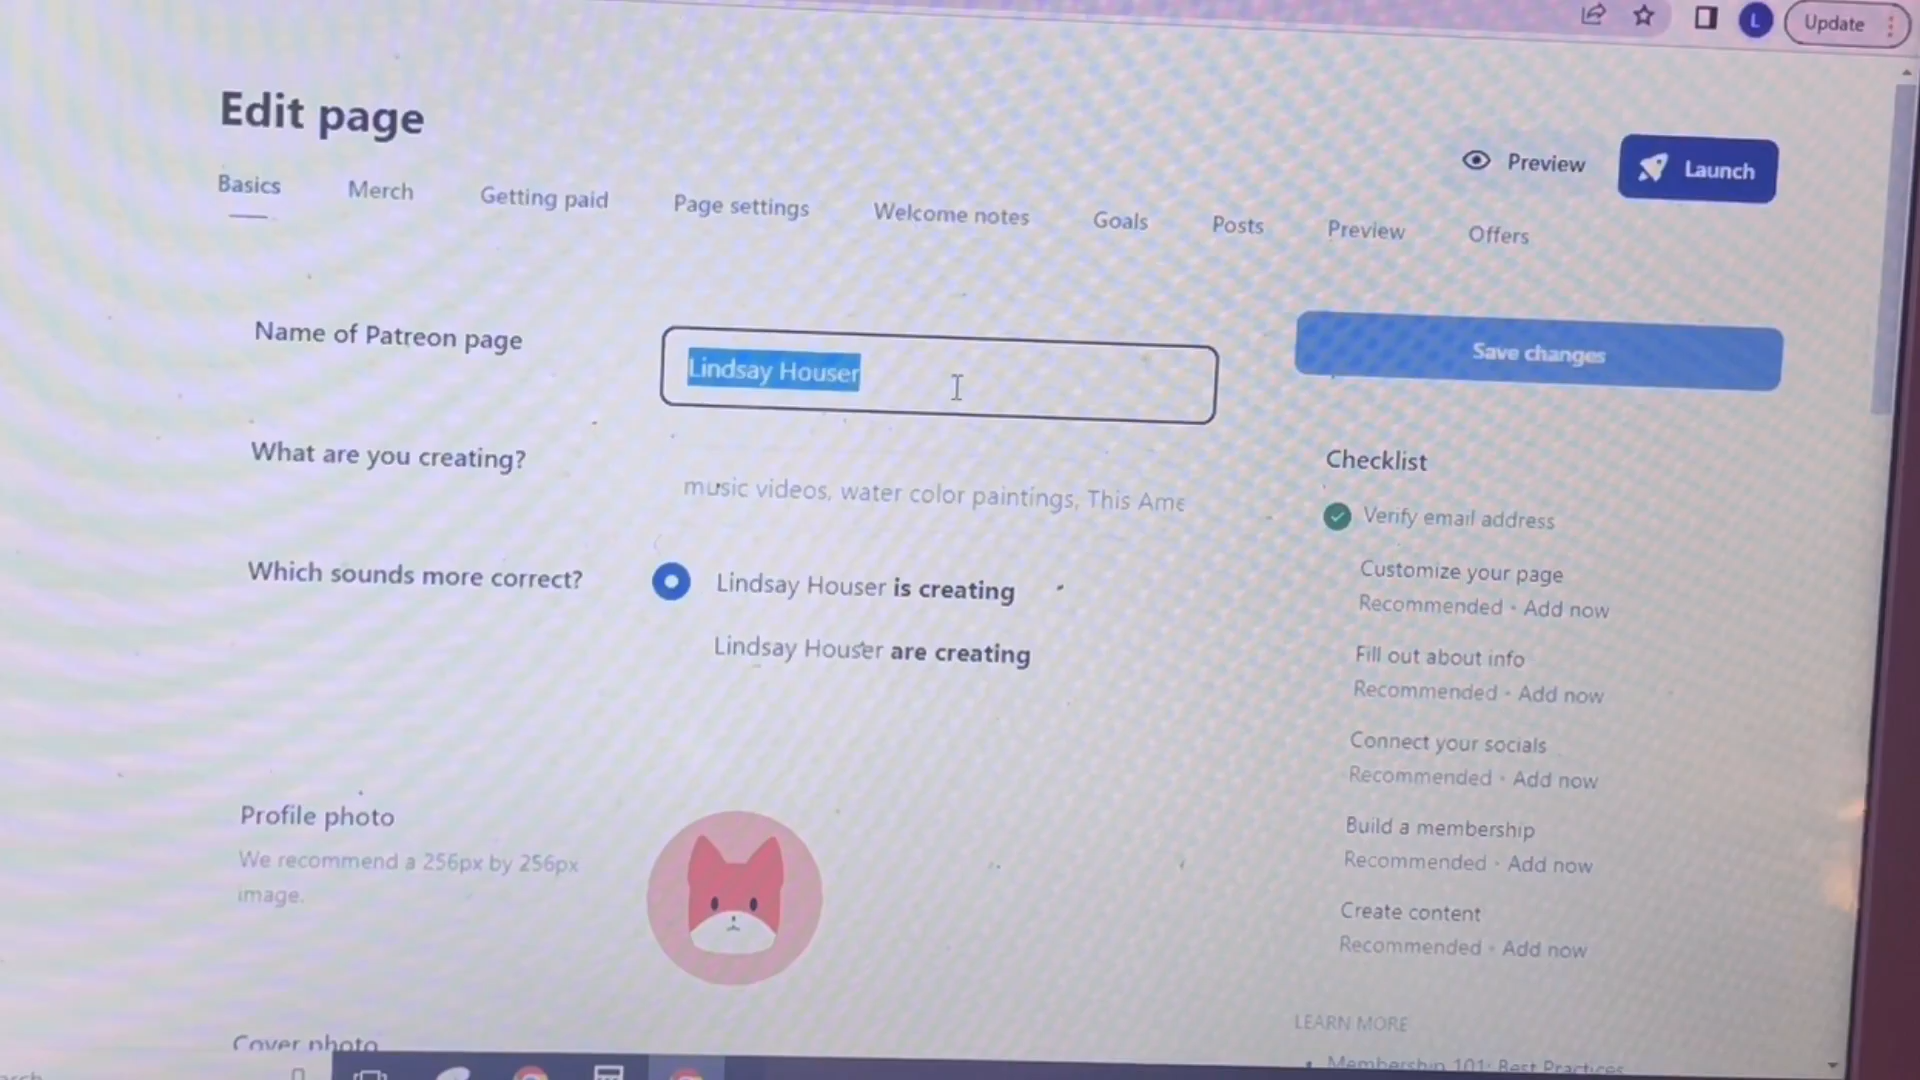 L
Update
Edit page
Preview
Launch
Basics
Merch
Getting paid
Page settings
Welcome notes
Goals
Posts
Preview
Offers
Name of Patreon page
Lindsay Houser
Save changes
What are you creating?
music videos, water color paintings, This Ame
Which sounds more correct?
Lindsay Houser is creating
Lindsay Houser are creating
Checklist
Verify email address
Customize your page
Recommended · Add now
Fill out about info
Recommended · Add now
Connect your socials
Recommended · Add now
Build a membership
Recommended · Add now
Create content
Recommended · Add now
Profile photo
We recommend a 256px by 256px
image.
Cover photo
LEARN MORE
Membership 101: Best Practices